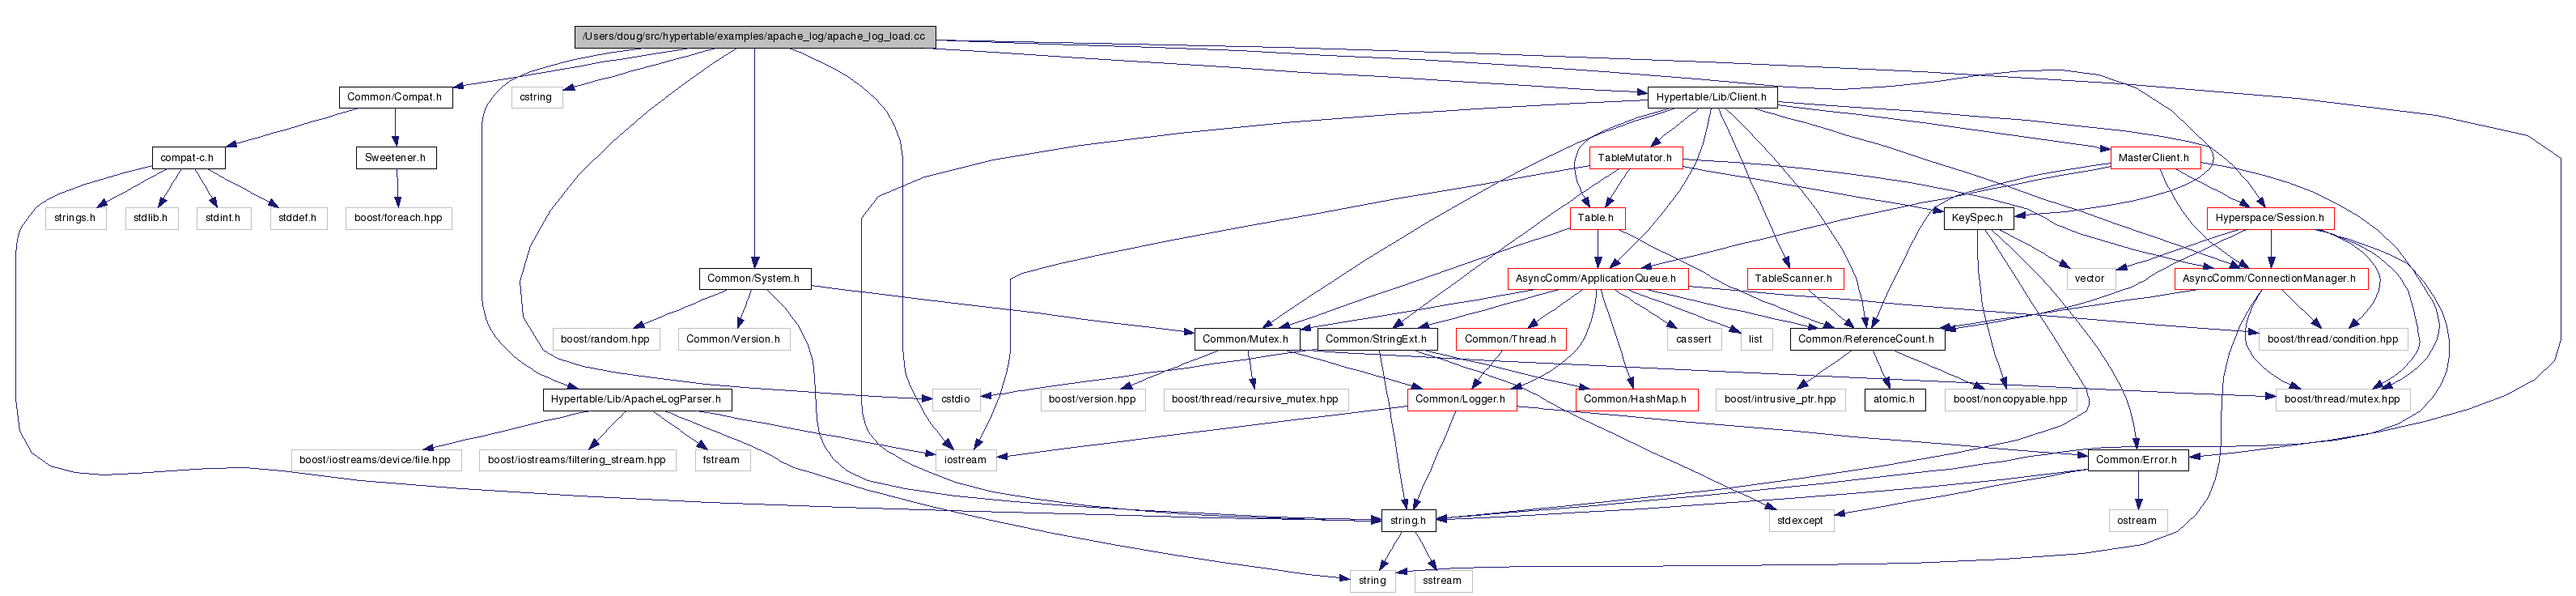 /Users/doug/src/hypertable/examples/apache_log/apache_log_load.cc
Common/Compat.h
cstring
Hypertable/Lib/Client.h
compat-c.h
Sweetener.h
TableMutator.h
MasterClient.h
strings.h
stdlib.h
stdint.h
stddef.h
boost/foreach.hpp
Table.h
KeySpec.h
Hyperspace/Session.h
Common/System.h
AsyncComm/ApplicationQueue.h
TableScanner.h
vector
AsyncComm/ConnectionManager.h
boost/random.hpp
Common/Version.h
Common/Mutex.h
Common/StringExt.h
Common/Thread.h
cassert
list
Common/ReferenceCount.h
boost/thread/condition.hpp
Hypertable/Lib/ApacheLogParser.h
cstdio
boost/version.hpp
boost/thread/recursive_mutex.hpp
Common/Logger.h
Common/HashMap.h
boost/intrusive_ptr.hpp
atomic.h
boost/noncopyable.hpp
boost/thread/mutex.hpp
boost/iostreams/device/file.hpp
boost/iostreams/filtering_stream.hpp
fstream
iostream
Common/Error.h
string.h
stdexcept
ostream
string
sstream